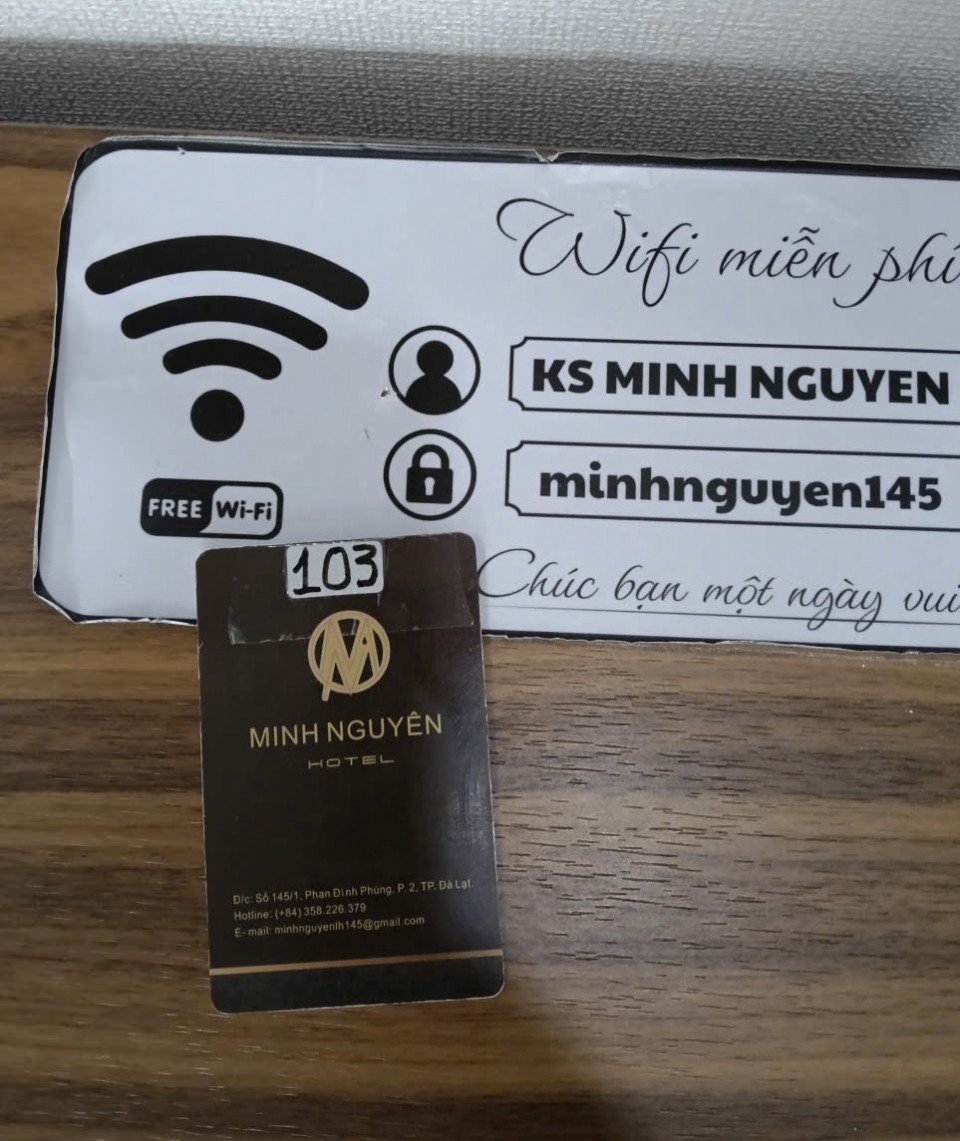 Wifi miễn phí
KS MINH NGUYEN
minhnguyen145
FREE Wi-Fi
Chúc bạn một ngày vui
103
MINH NGUYÊN
HOTEL
Đ/c: Số 145/1, Phan Đình Phùng, P. 2, TP. Đà Lạt.
Hotline: (+84) 358.226.379
E- mail: minhnguyenlh145@gmail.com